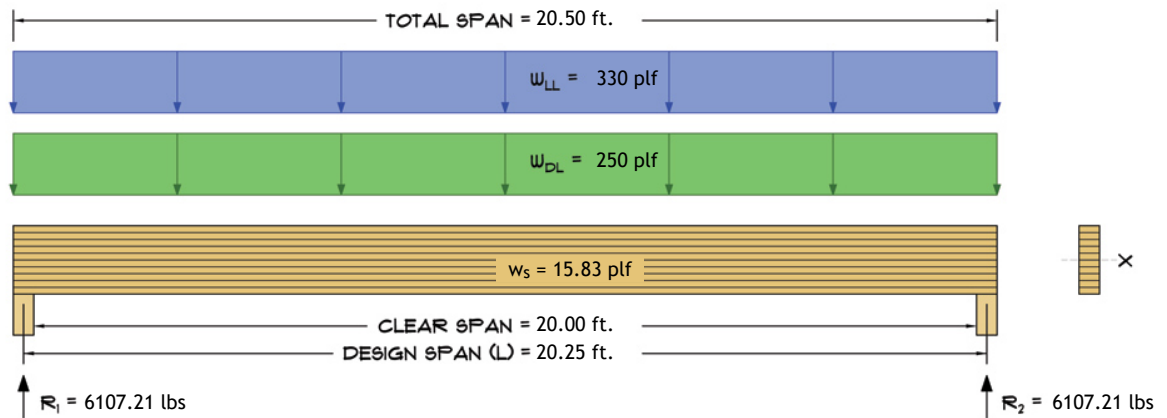 TOTAL SPAN = 20.50 ft.
WLL = 330 plf
WDL = 250 plf
ws = 15.83 plf
X
CLEAR SPAN = 20.00 ft.
DESIGN SPAN (L) = 20.25 ft.
R1 = 6107.21 lbs
R2 = 6107.21 lbs